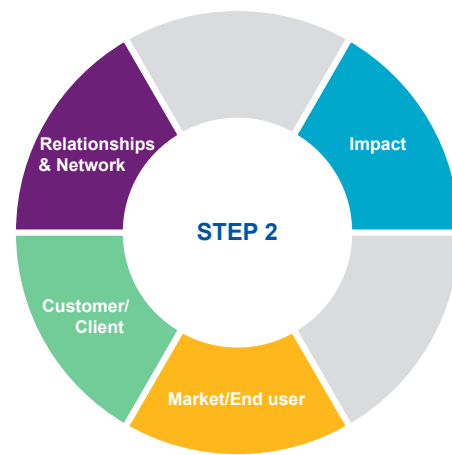 Relationships
& Network
Impact
STEP 2
Customer/
Client
Market/End user